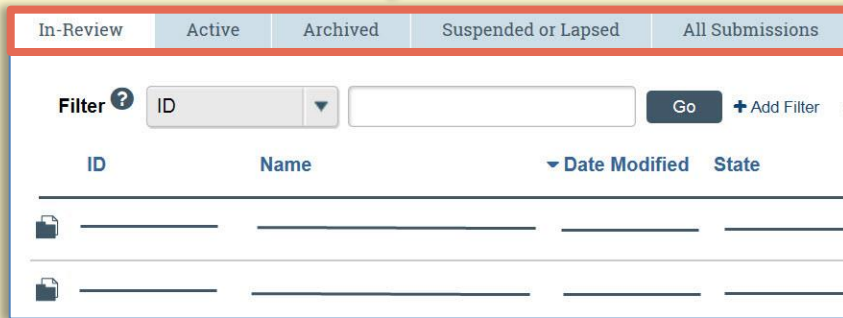 In-Review Active Archived Suspended or Lapsed All Submissions
Filter ? ID Go + Add Filter
ID Name Date Modified State